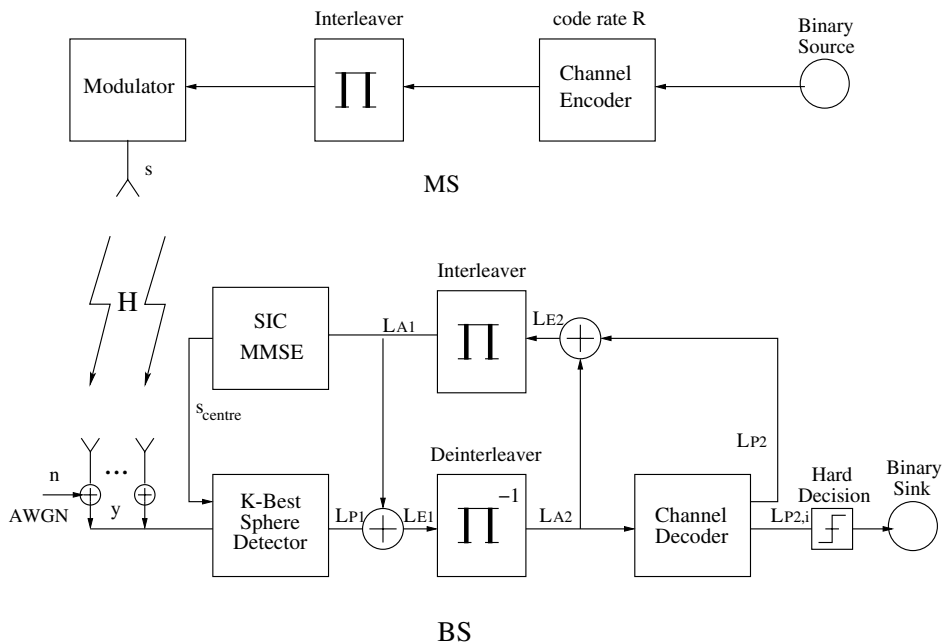 Interleaver
code rate R
Binary
Source
Modulator
∏
Channel
Encoder
s
MS
H
Interleaver
SIC
MMSE
LA1
∏
LE2
s_centre
LP2
Deinterleaver
Hard
Decision
Binary
Sink
n
...
AWGN
y
K-Best
Sphere
Detector
LP1
LE1
∏⁻¹
LA2
Channel
Decoder
LP2,i
BS